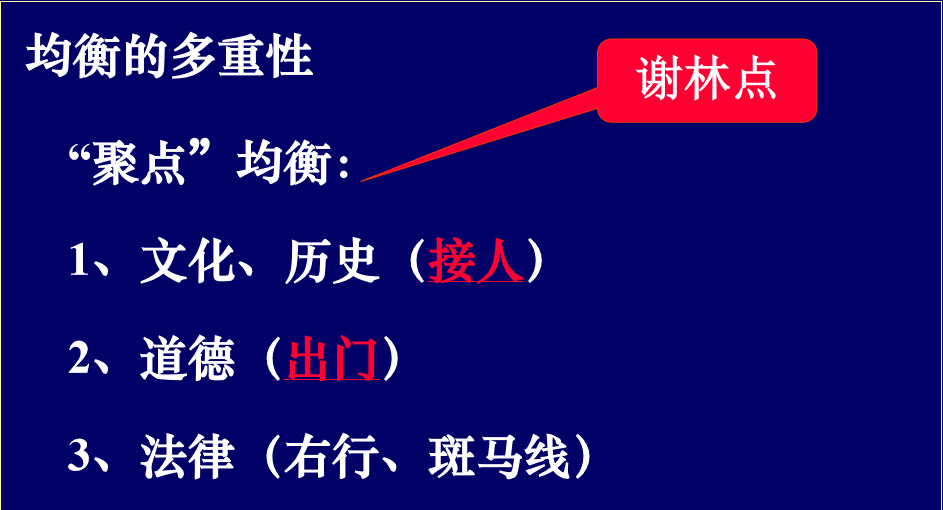 均衡的多重性
谢林点
“聚点”均衡：
1、文化、历史（接人）
2、道德（出门）
3、法律（右行、斑马线）